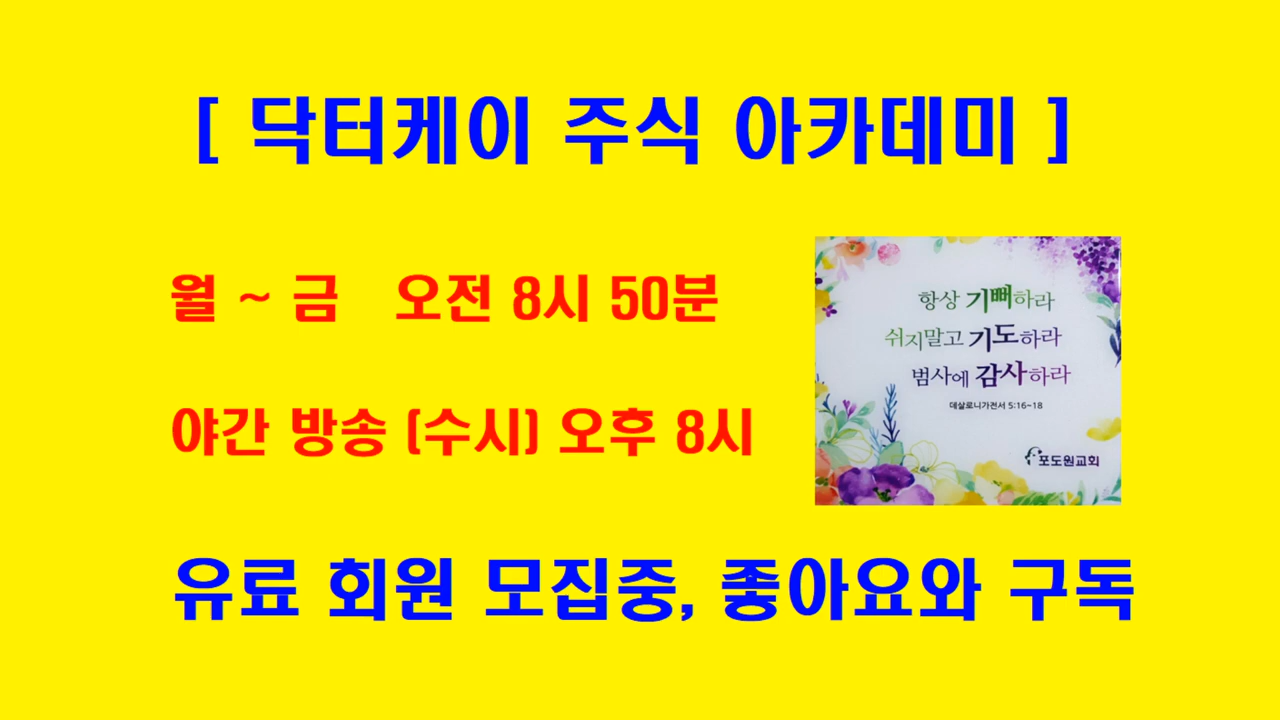 [ 닥터케이 주식 아카데미 ]
월 ~ 금 오전 8시 50분
야간 방송 (수시) 오후 8시
항상 기뻐하라
쉬지말고 기도하라
범사에 감사하라
데살로니가전서 5:16~18
포도원교회
유료 회원 모집중, 좋아요와 구독